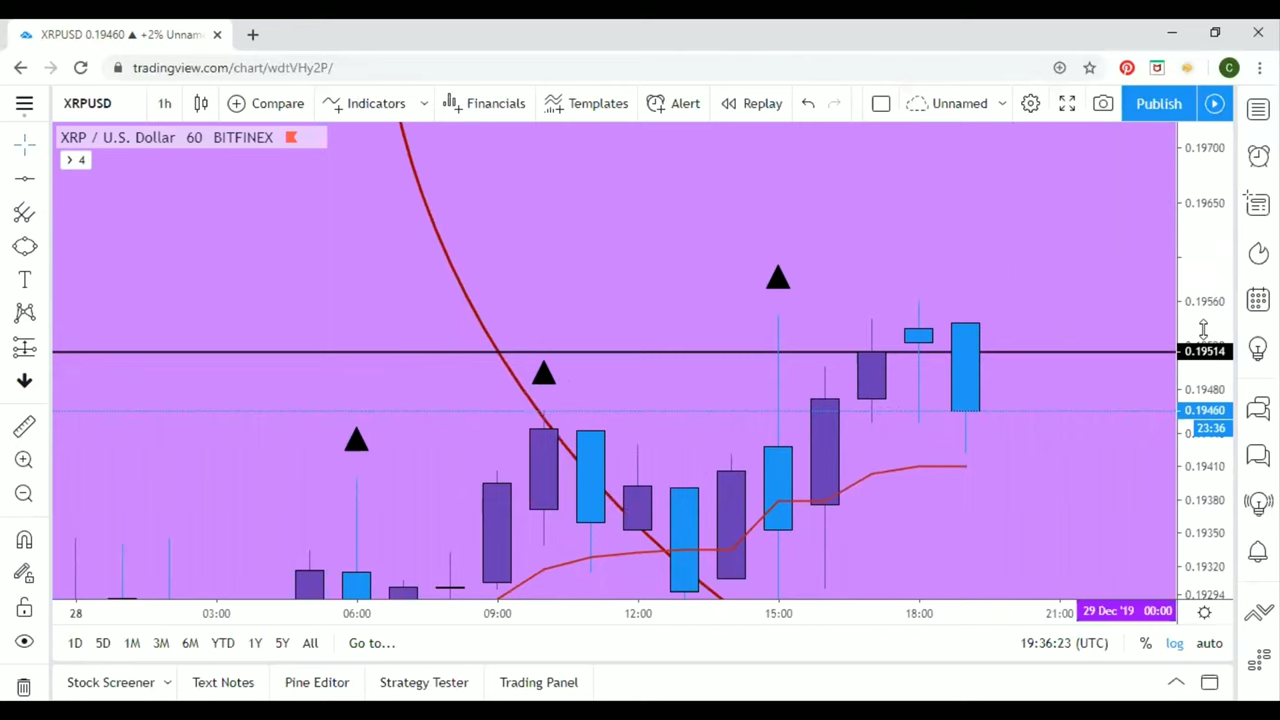 XRPUSD 0.19460 ▲ +2% Unnam
tradingview.com/chart/wdtVHy2P/
C
XRPUSD 1h Compare Indicators Financials Templates Alert Replay Unnamed Publish
XRP / U.S. Dollar 60 BITFINEX
4
0.19700
0.19650
0.19560
0.19514
0.19480
0.19460
23:36
0.19410
0.19380
0.19350
0.19320
0.19294
28 03:00 06:00 09:00 12:00 15:00 18:00 21:00 29 Dec '19 00:00
1D 5D 1M 3M 6M YTD 1Y 5Y All Go to... 19:36:23 (UTC) % log auto
Stock Screener Text Notes Pine Editor Strategy Tester Trading Panel